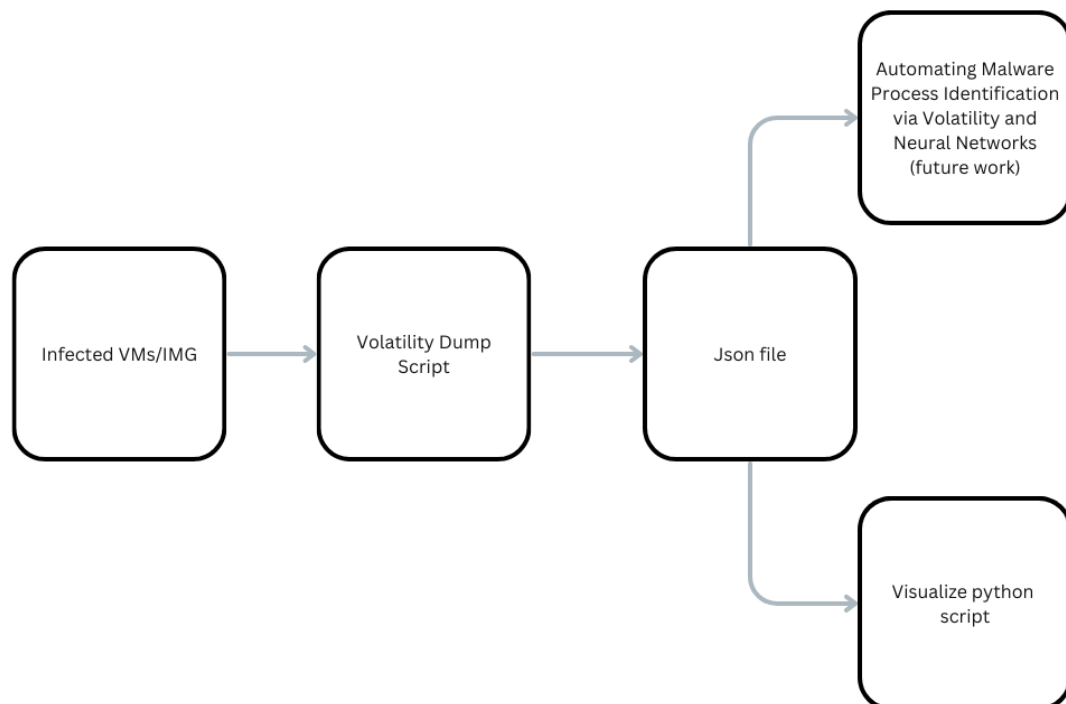 Automating Malware
Process Identification
via Volatility and
Neural Networks
(future work)
Infected VMs/IMG
Volatility Dump
Script
Json file
Visualize python
script